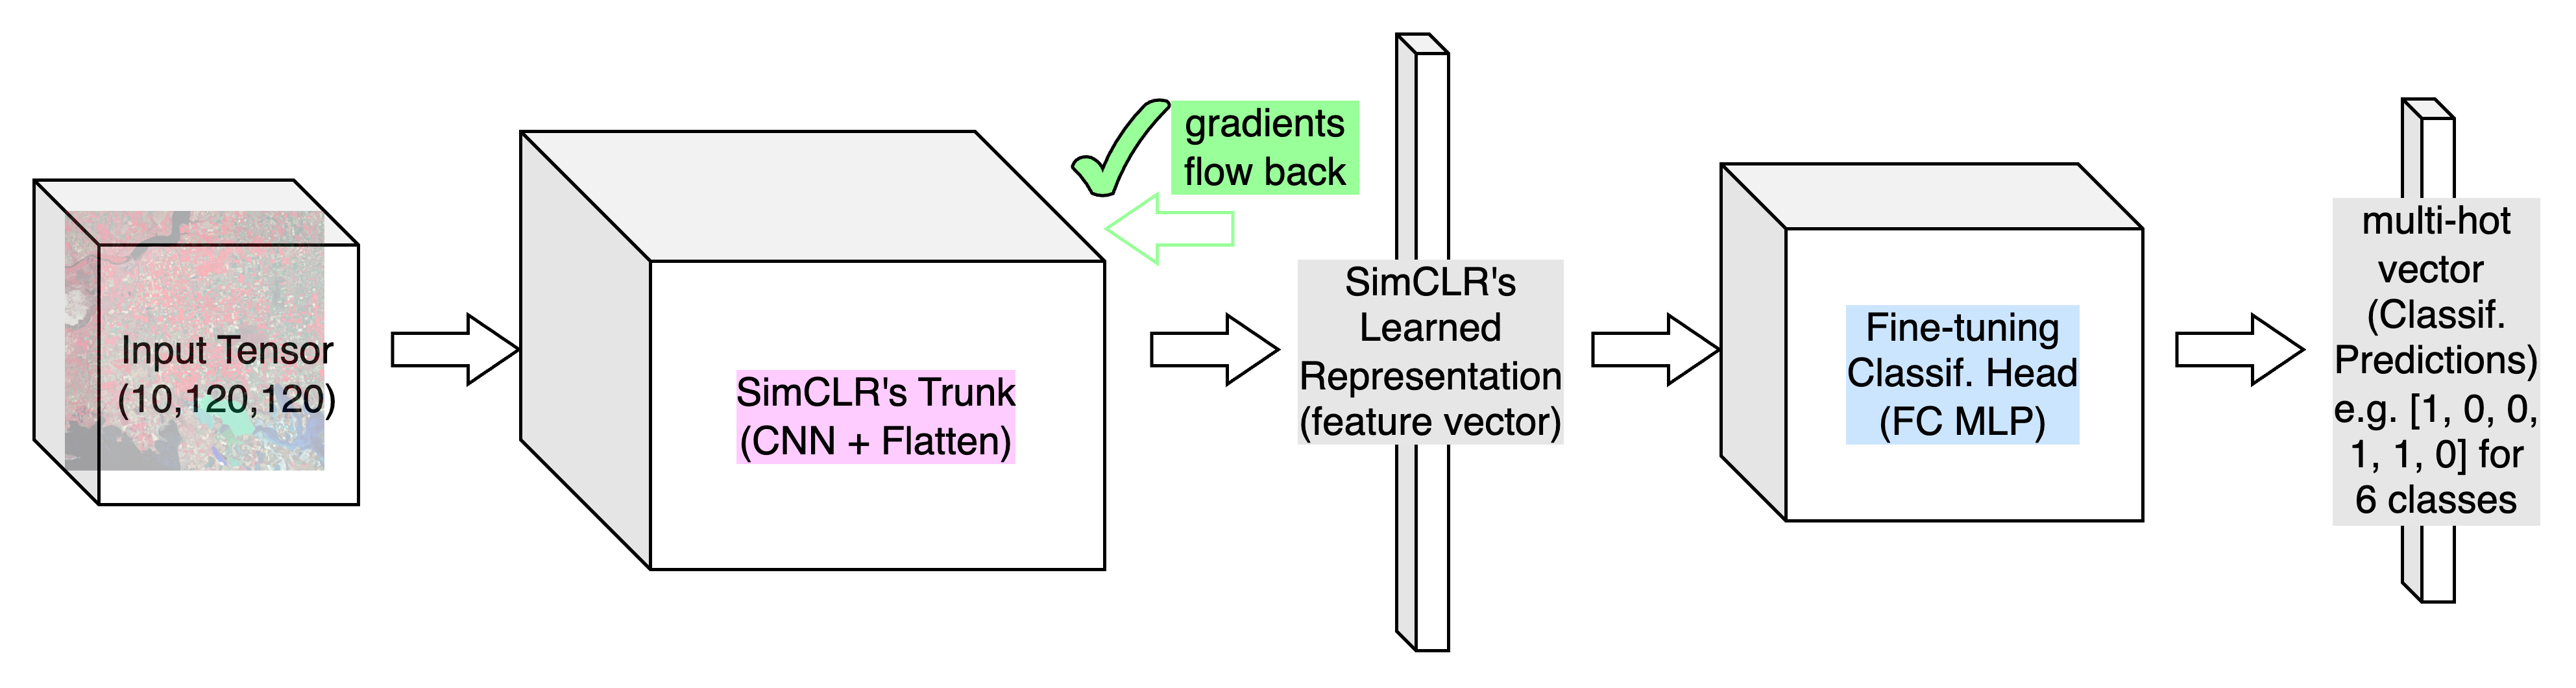 Input Tensor
(10,120,120)
SimCLR's Trunk
(CNN + Flatten)
gradients
flow back
SimCLR's
Learned
Representation
(feature vector)
Fine-tuning
Classif. Head
(FC MLP)
multi-hot
vector
(Classif.
Predictions)
e.g. [1, 0, 0,
1, 1, 0] for
6 classes